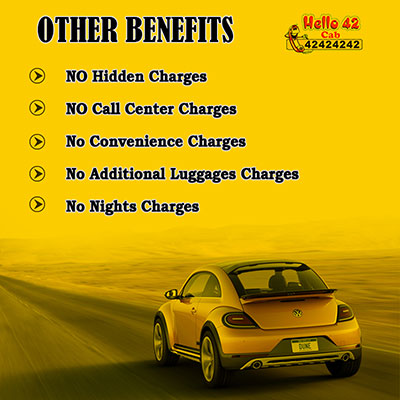 OTHER BENEFITS
Hello 42
Cab
42424242
NO Hidden Charges
NO Call Center Charges
No Convenience Charges
No Additional Luggages Charges
No Nights Charges
DUNE